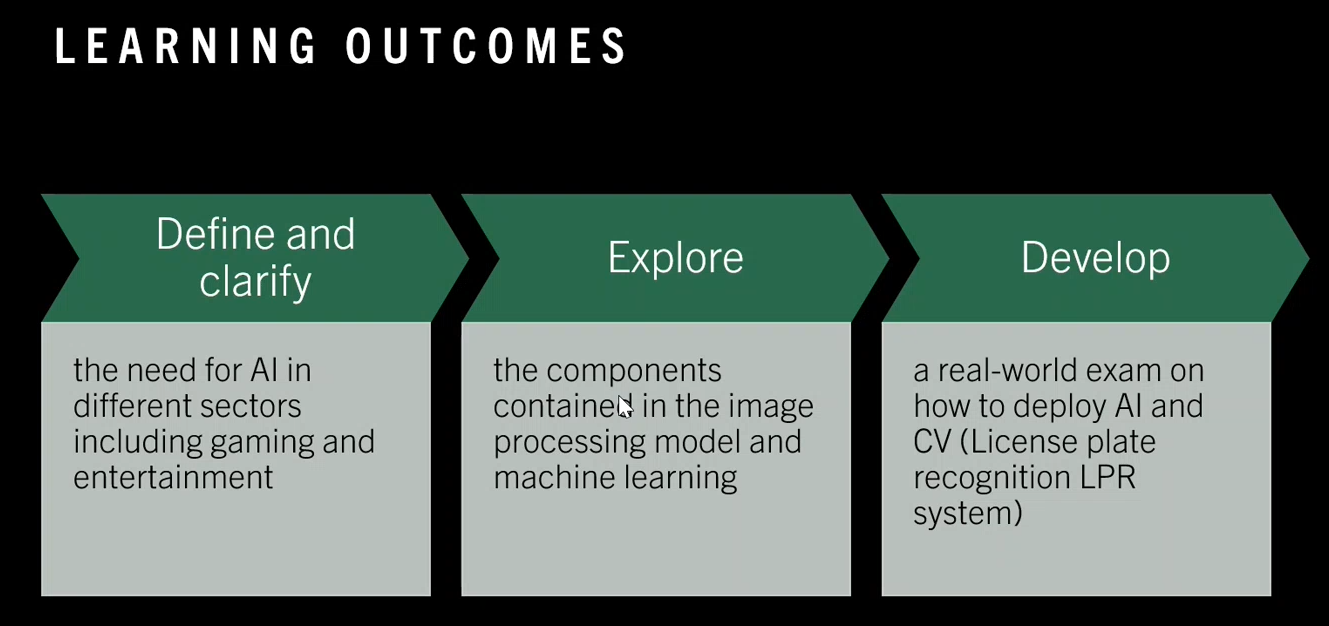 LEARNING OUTCOMES
Define and
clarify
the need for AI in
different sectors
including gaming and
entertainment
Explore
the components
contained in the image
processing model and
machine learning
Develop
a real-world exam on
how to deploy AI and
CV (License plate
recognition LPR
system)